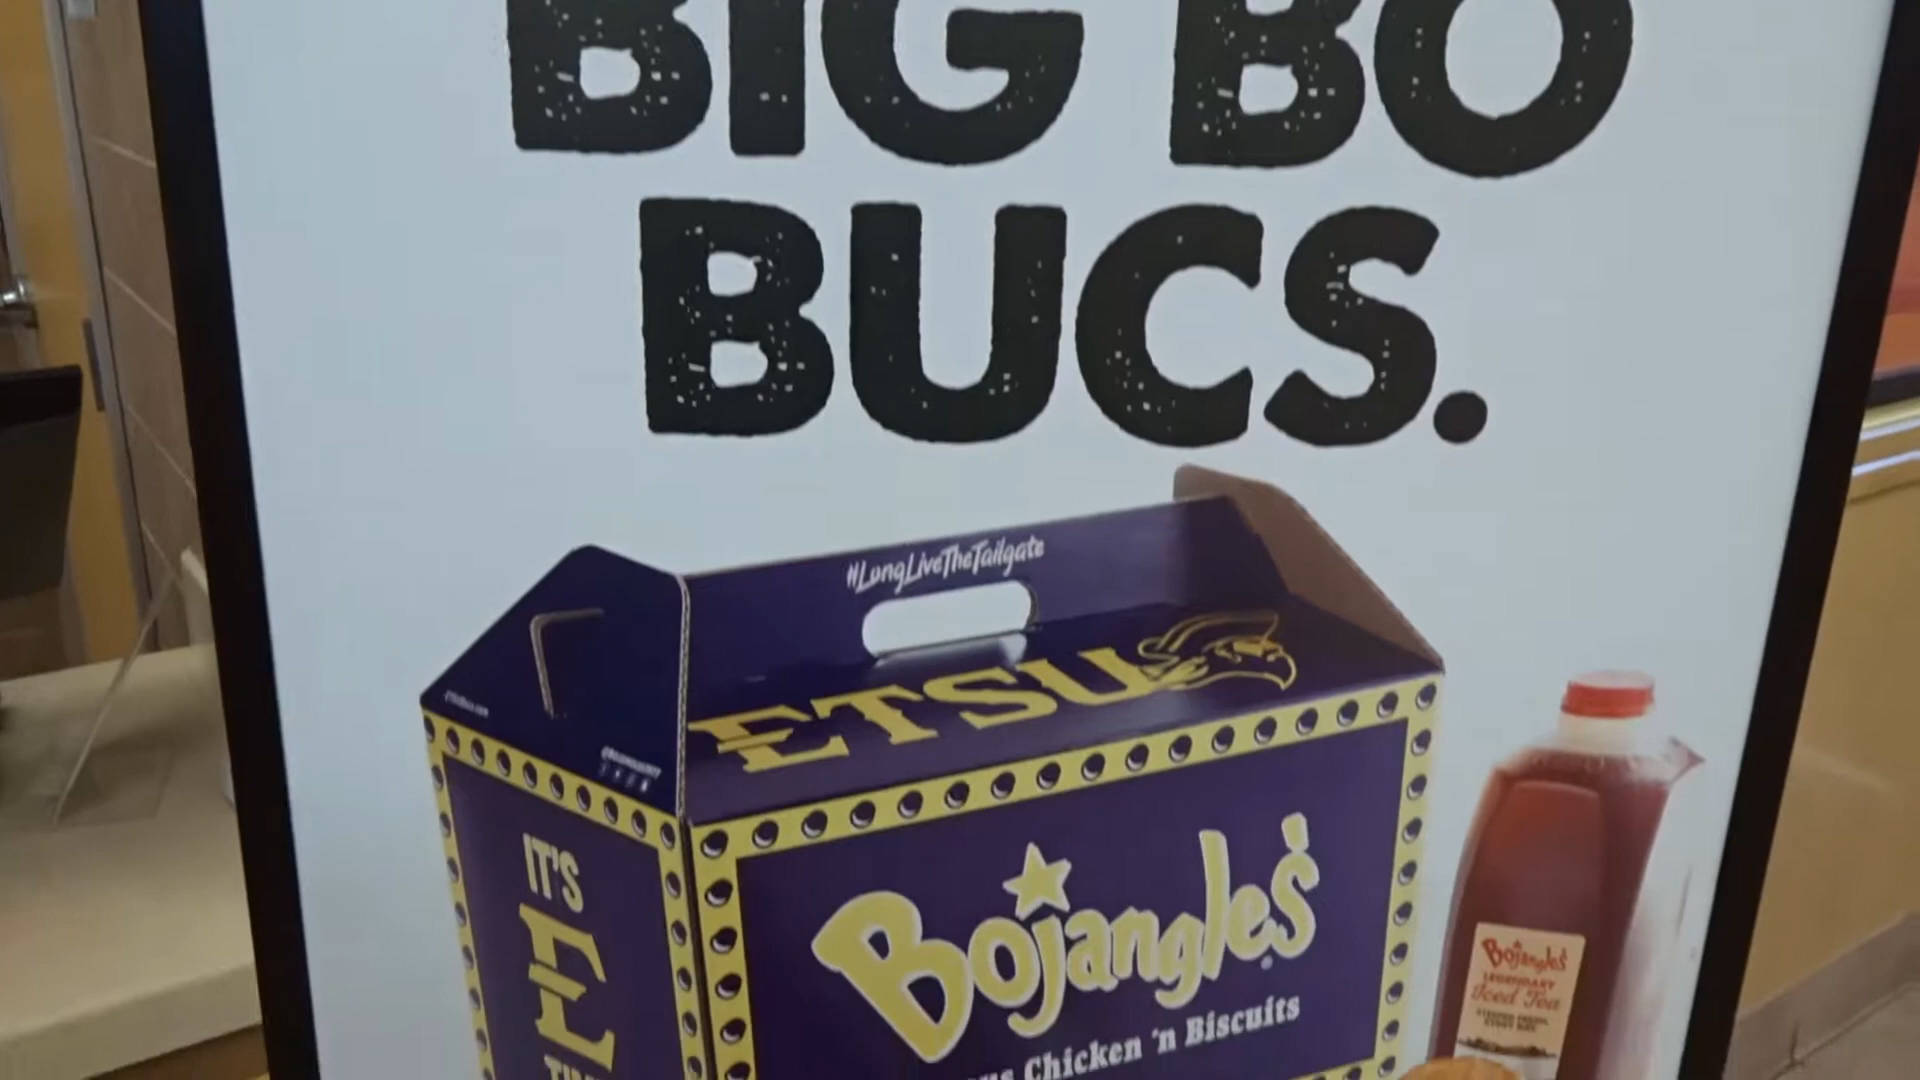 BIG BO
BUCS.
#LongLiveTheTailgate
ETSU
IT'S
E
Bojangles'
Chicken 'n Biscuits
Bojangles
LEGENDARY
Iced Tea